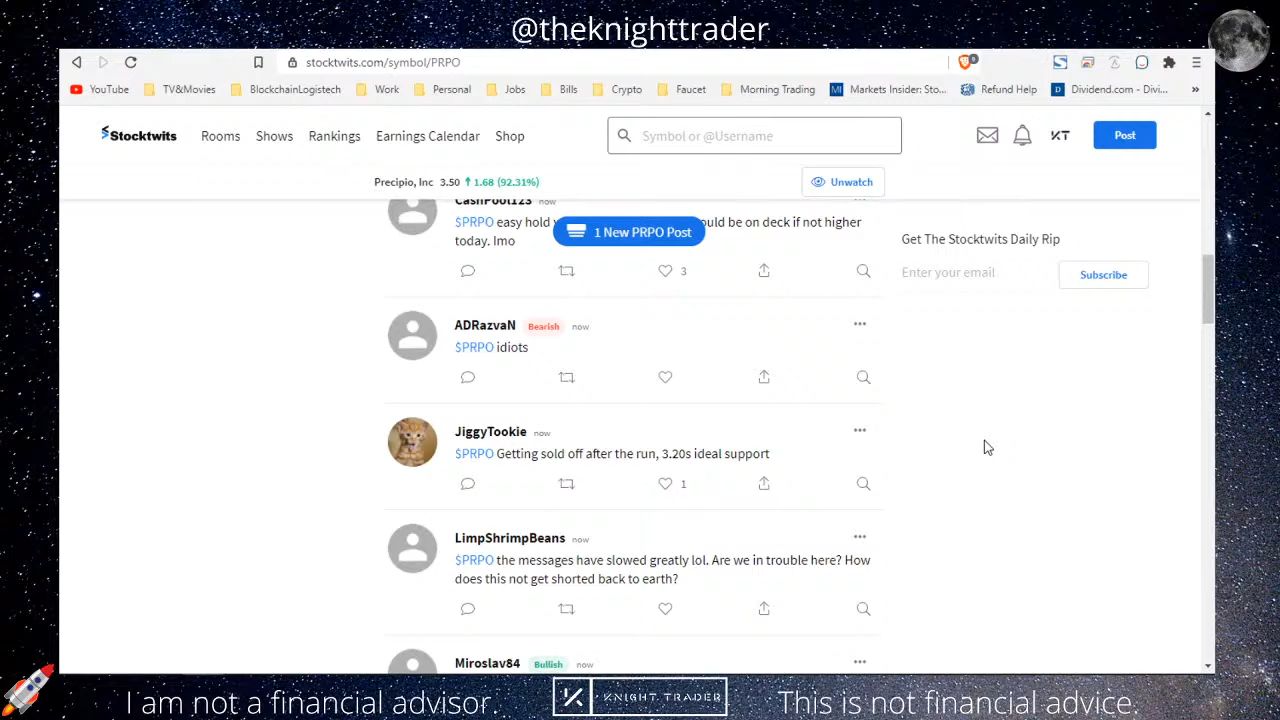 @theknighttrader
stocktwits.com/symbol/PRPO
YouTube TV&Movies BlockchainLogistech Work Personal Jobs Bills Crypto Faucet Morning Trading Markets Insider: Sto... Refund Help Dividend.com - Divi... »
Stocktwits Rooms Shows Rankings Earnings Calendar Shop Symbol or @Username Post
Precipio, Inc 3.50 ↑ 1.68 (92.31%) Unwatch
CashPool123 now
$PRPO easy hold ould be on deck if not higher
today. Imo
1 New PRPO Post
3
Get The Stocktwits Daily Rip
Enter your email Subscribe
ADRazvaN Bearish now
$PRPO idiots
JiggyTookie now
$PRPO Getting sold off after the run, 3.20s ideal support
1
LimpShrimpBeans now
$PRPO the messages have slowed greatly lol. Are we in trouble here? How
does this not get shorted back to earth?
Miroslav84 Bullish now
I am not a financial advisor. KNIGHT TRADER This is not financial advice.